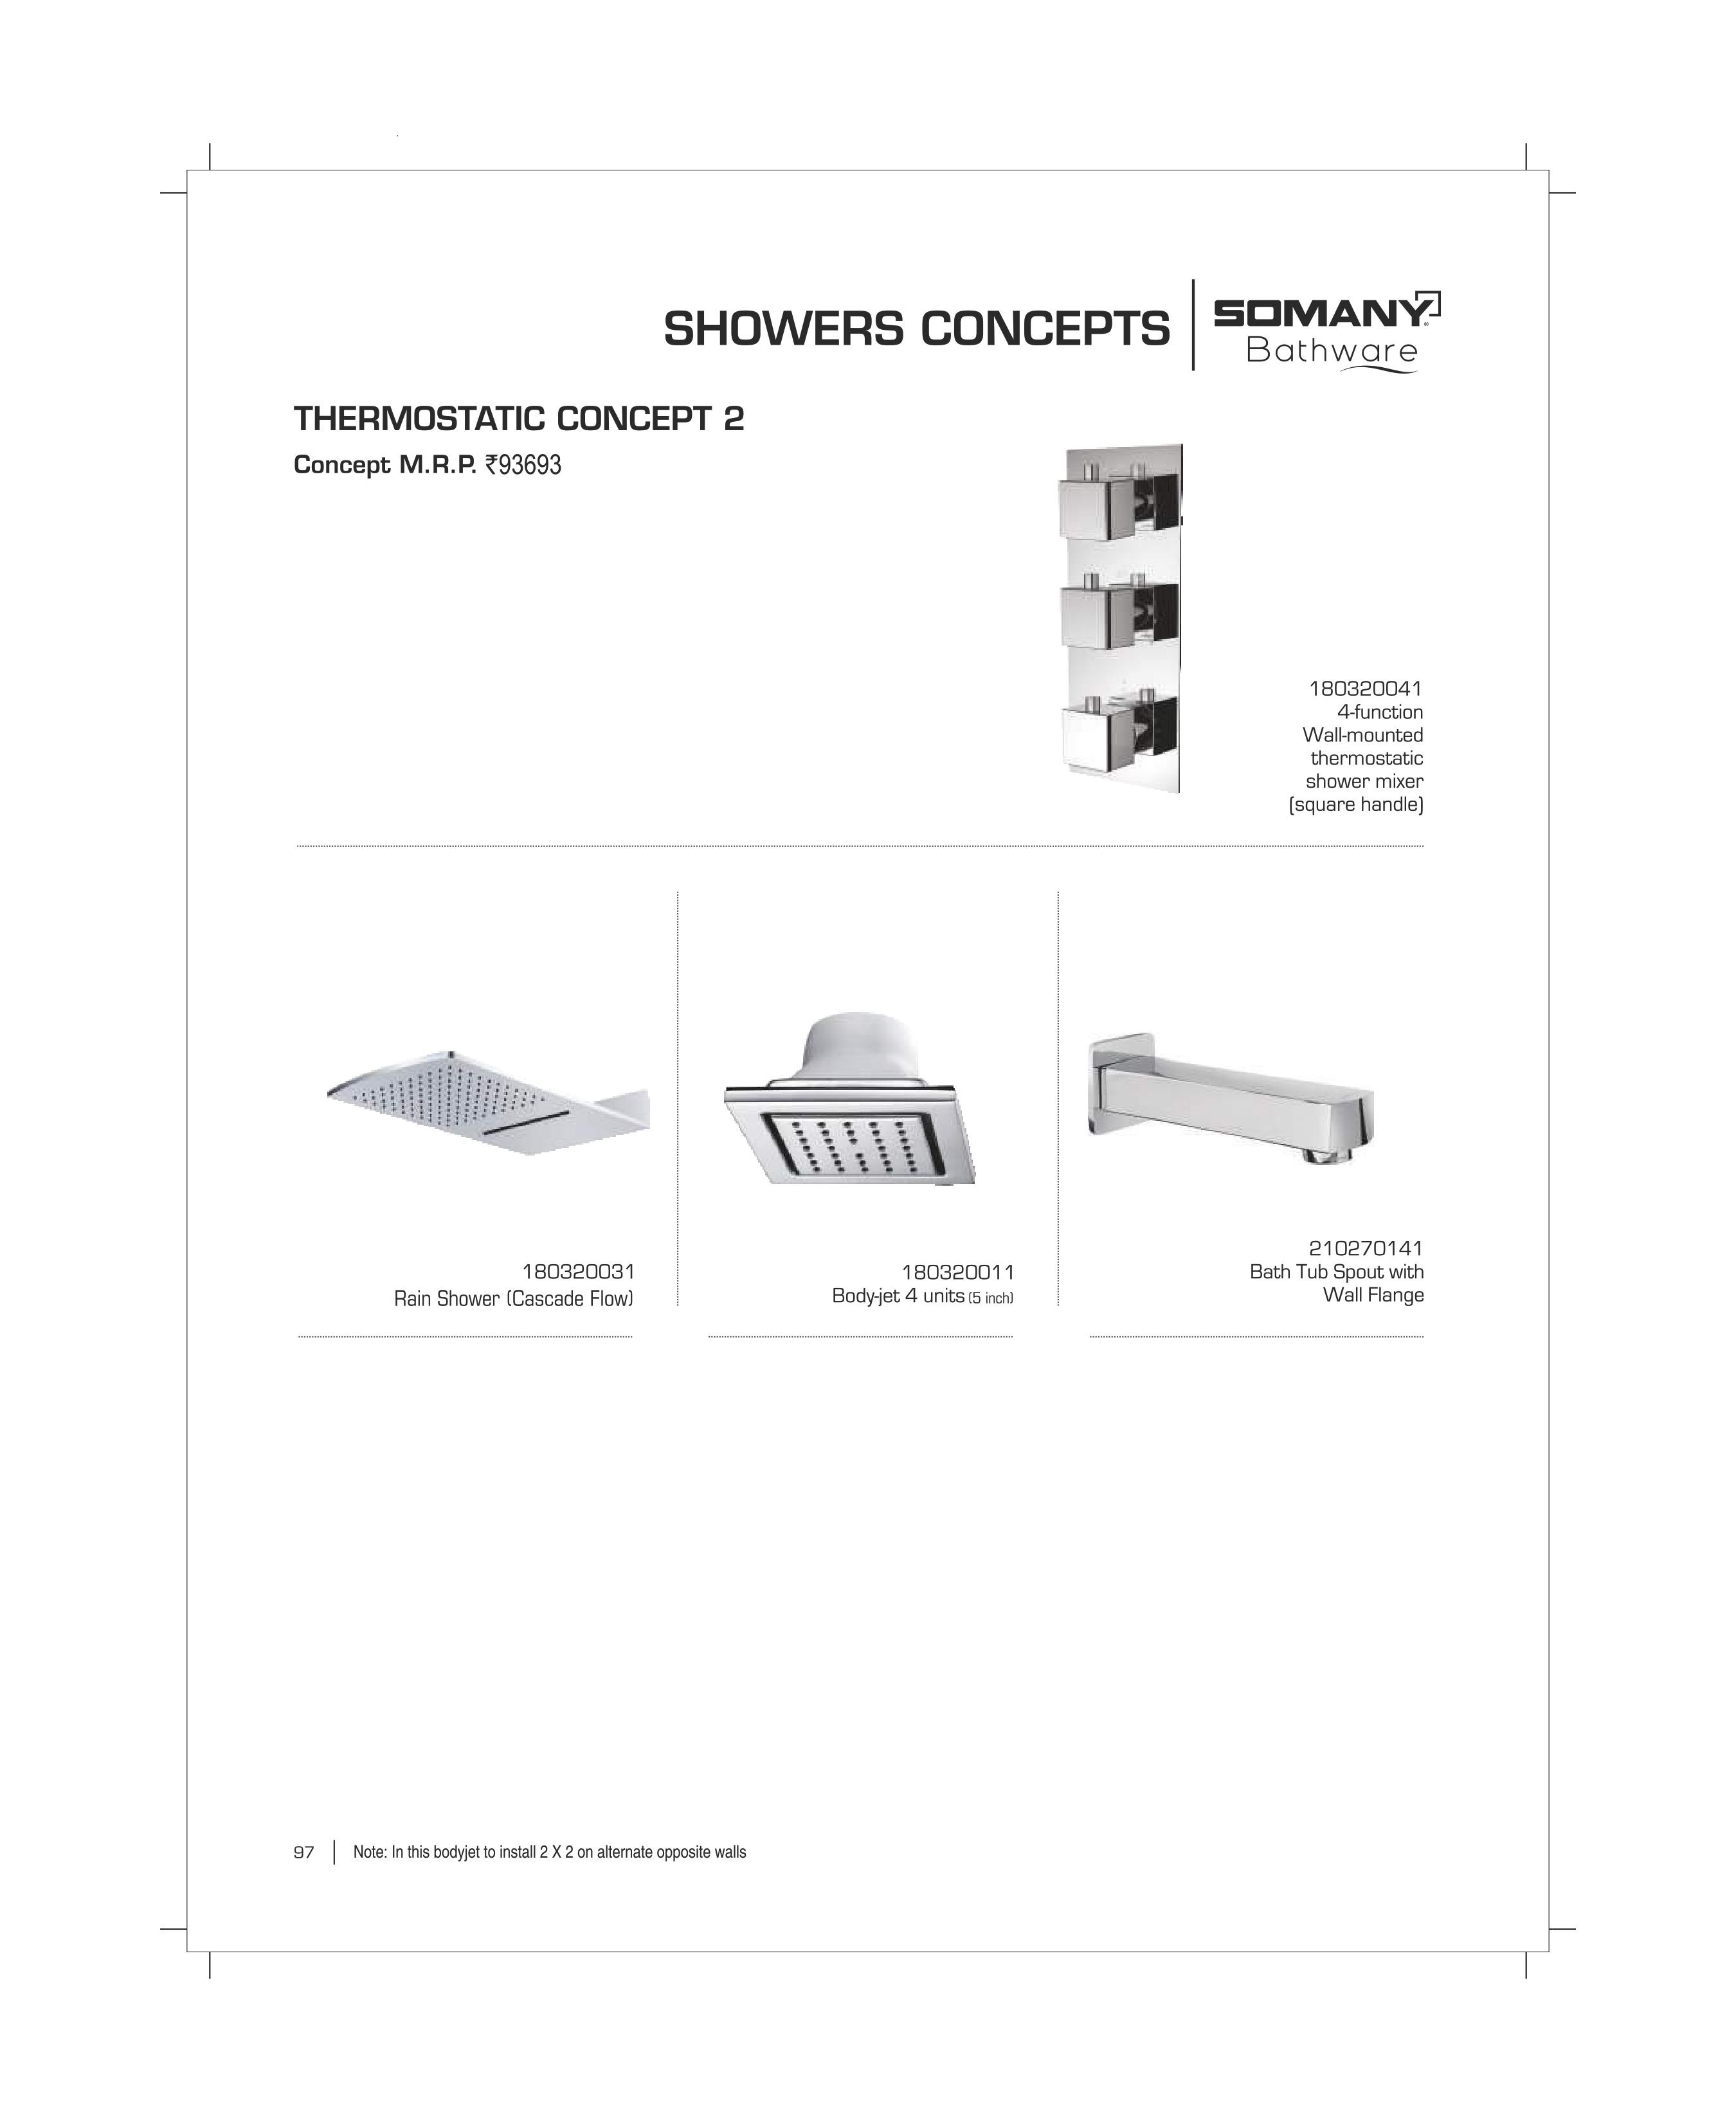 SHOWERS CONCEPTS
SOMANY®
Bathware
THERMOSTATIC CONCEPT 2
Concept M.R.P. ₹93693
180320041
4-function
Wall-mounted
thermostatic
shower mixer
(square handle)
180320031
Rain Shower (Cascade Flow)
180320011
Body-jet 4 units (5 inch)
210270141
Bath Tub Spout with
Wall Flange
97
Note: In this bodyjet to install 2 X 2 on alternate opposite walls